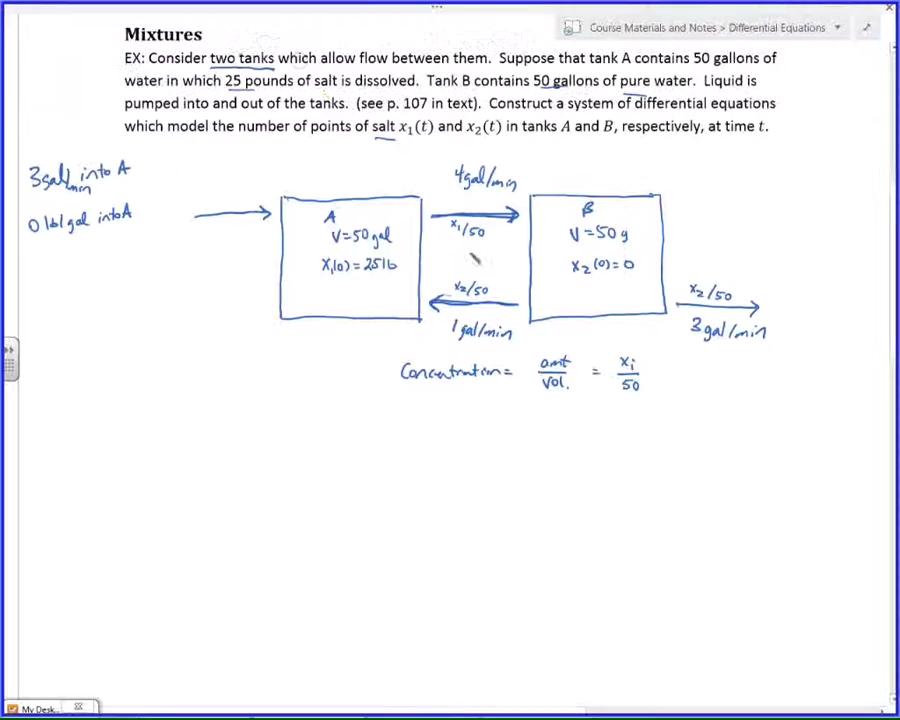 Mixtures
Course Materials and Notes > Differential Equations
EX: Consider two tanks which allow flow between them. Suppose that tank A contains 50 gallons of
water in which 25 pounds of salt is dissolved. Tank B contains 50 gallons of pure water. Liquid is
pumped into and out of the tanks. (see p. 107 in text). Construct a system of differential equations
which model the number of points of salt x₁(t) and x₂(t) in tanks A and B, respectively, at time t.
3gal/min into A
0 lb/gal into A
4gal/min
A
V=50gal
x₁(0)=25lb
x₁/50
B
V=50g
x₂(0)=0
x₂/50
1gal/min
x₂/50
3gal/min
Concentration = amt/vol. = xᵢ/50
My Desk..